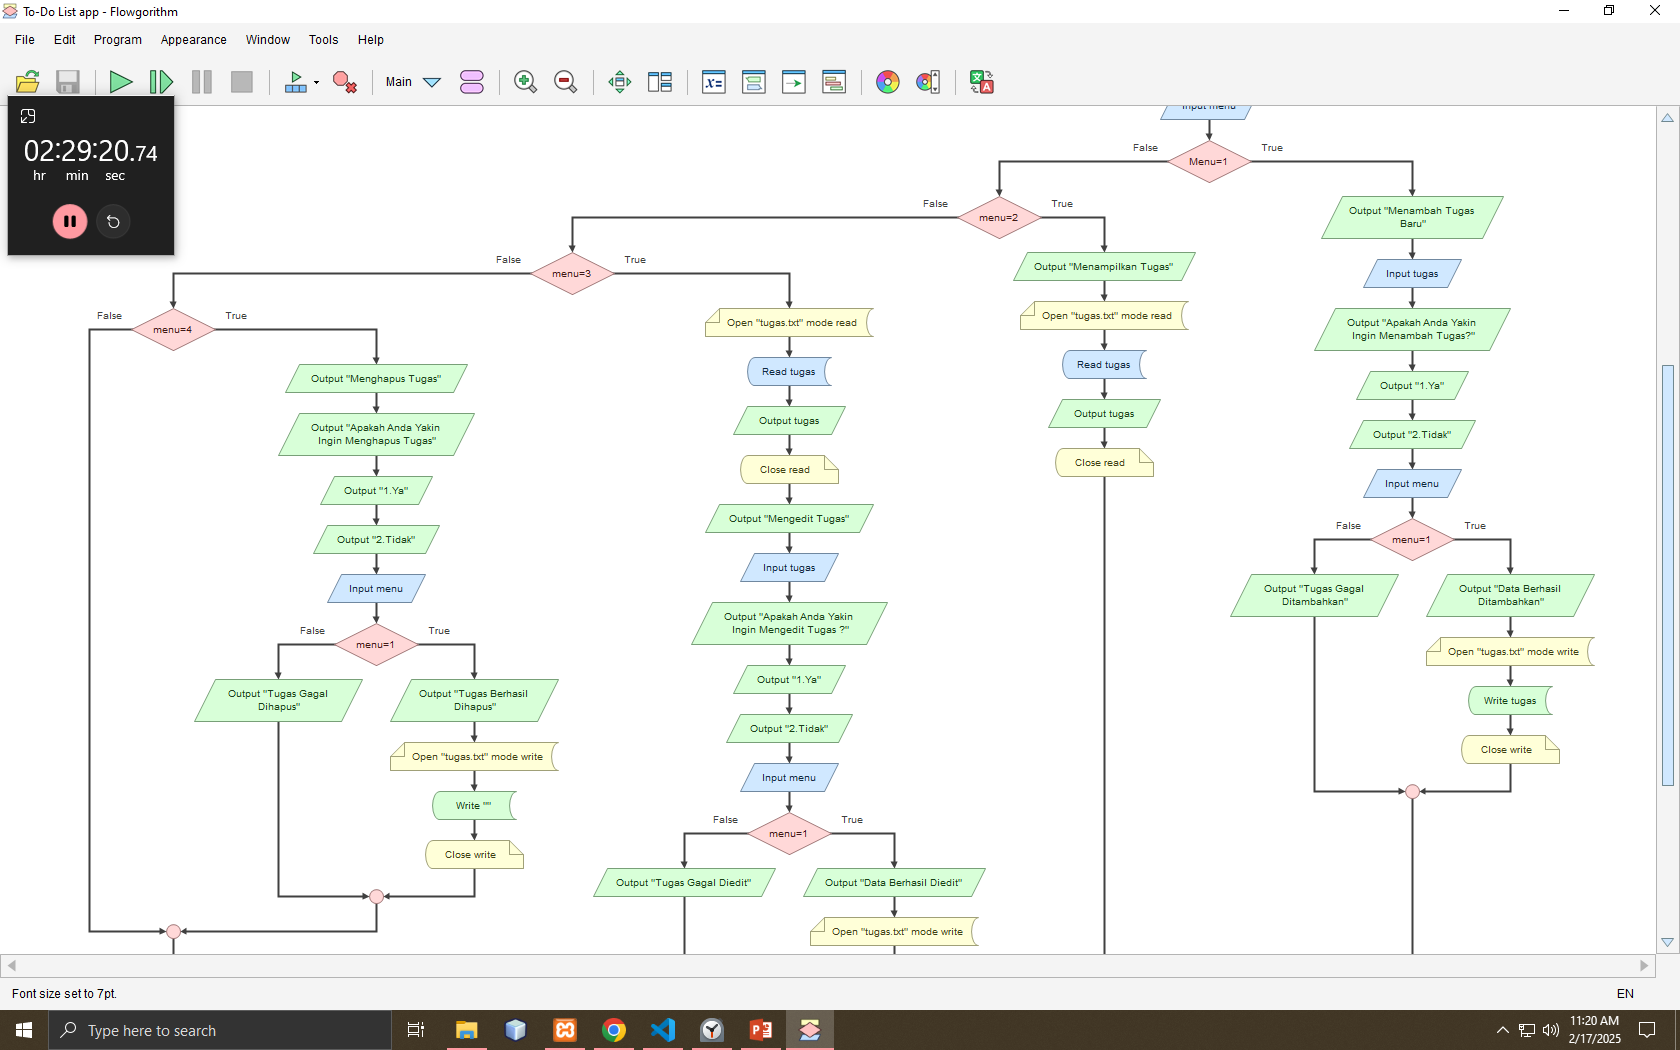 To-Do List app - Flowgorithm
File Edit Program Appearance Window Tools Help
Main
x=
02:29:20.74
hr min sec
Input menu
False True
Menu=1
False True
menu=2
Output "Menambah Tugas
Baru"
False True
menu=3
Output "Menampilkan Tugas"
Input tugas
False True
menu=4
Open "tugas.txt" mode read
Open "tugas.txt" mode read
Output "Apakah Anda Yakin
Ingin Menambah Tugas?"
Output "Menghapus Tugas"
Read tugas
Read tugas
Output "1.Ya"
Output "Apakah Anda Yakin
Ingin Menghapus Tugas"
Output tugas
Output tugas
Output "2.Tidak"
Close read
Close read
Output "1.Ya"
Input menu
Output "2.Tidak"
Output "Mengedit Tugas"
False True
menu=1
Input menu
Input tugas
Output "Tugas Gagal
Ditambahkan"
Output "Data Berhasil
Ditambahkan"
False True
menu=1
Output "Apakah Anda Yakin
Ingin Mengedit Tugas ?"
Open "tugas.txt" mode write
Output "Tugas Gagal
Dihapus"
Output "Tugas Berhasil
Dihapus"
Output "1.Ya"
Write tugas
Open "tugas.txt" mode write
Output "2.Tidak"
Close write
Write ""
Input menu
Close write
False True
menu=1
Output "Tugas Gagal Diedit"
Output "Data Berhasil Diedit"
Open "tugas.txt" mode write
Font size set to 7pt.
EN
Type here to search
11:20 AM
2/17/2025